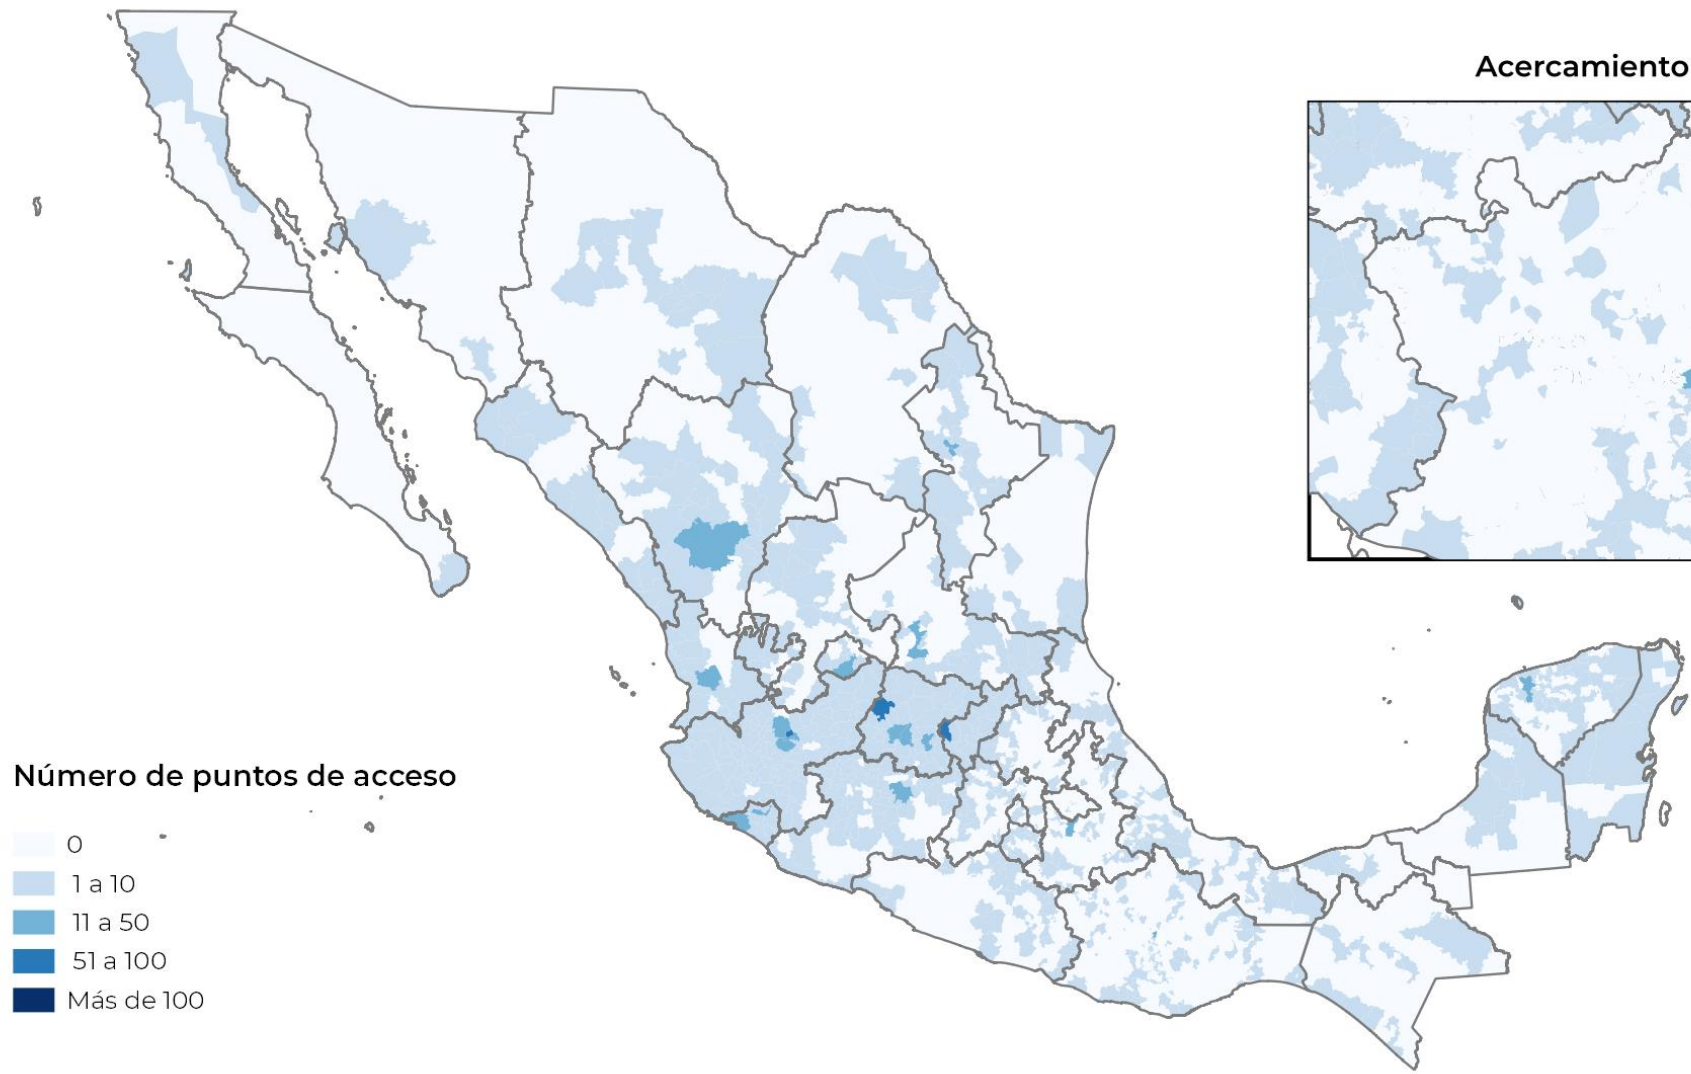 Acercamiento
Número de puntos de acceso
0
1 a 10
11 a 50
51 a 100
Más de 100